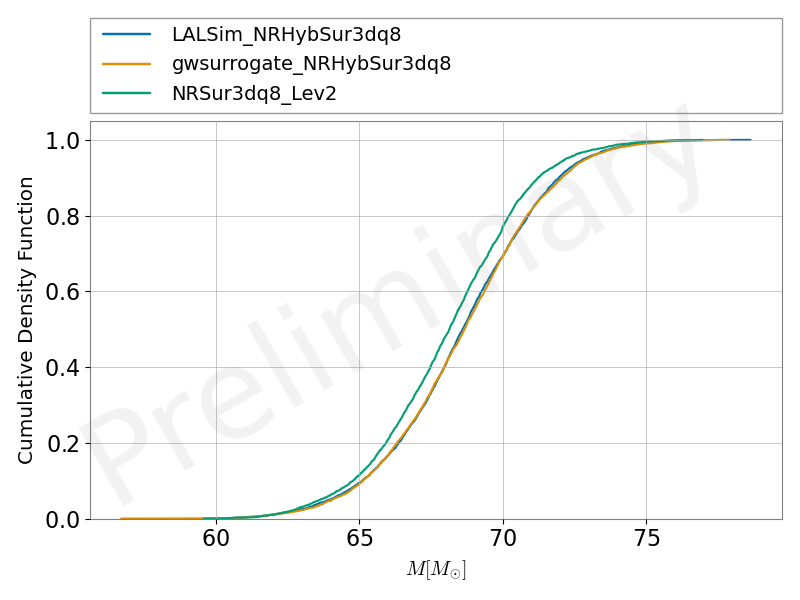 LALSim_NRHybSur3dq8
gwsurrogate_NRHybSur3dq8
NRSur3dq8_Lev2
Preliminary
Cumulative Density Function
1.0
0.8
0.6
0.4
0.2
0.0
60 65 70 75
M[M⊙]